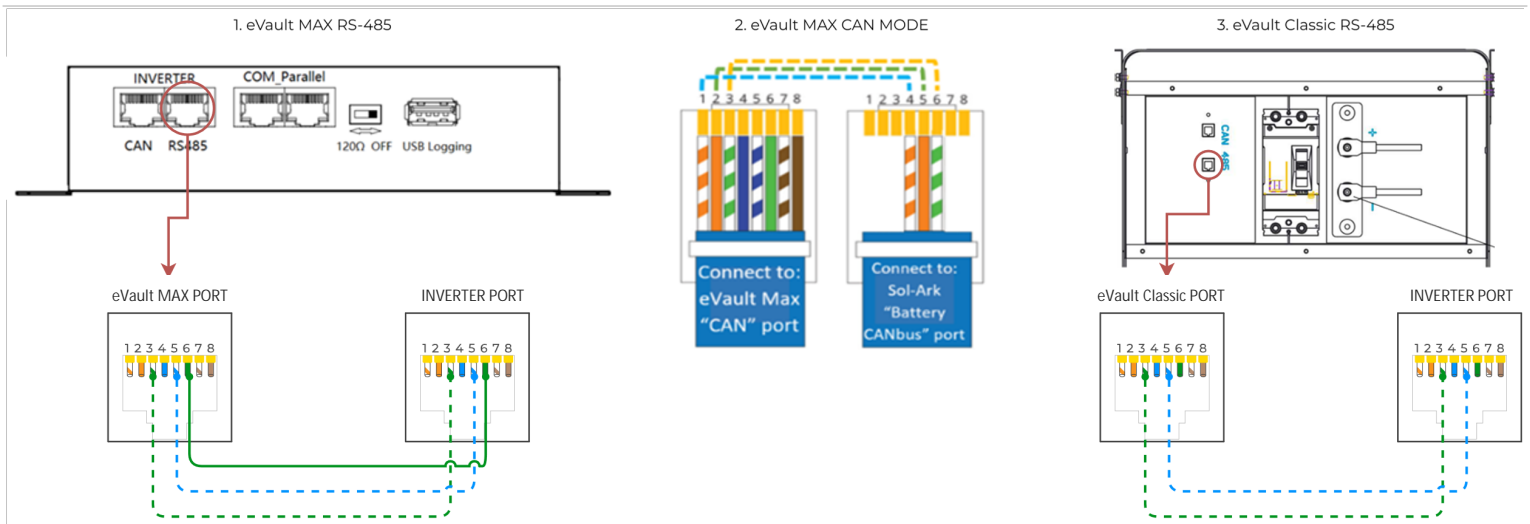 1. eVault MAX RS-485
INVERTER
COM_Parallel
CAN
RS485
120Ω OFF
USB Logging
eVault MAX PORT
INVERTER PORT
1 2 3 4 5 6 7 8
1 2 3 4 5 6 7 8
2. eVault MAX CAN MODE
1 2 3 4 5 6 7 8
1 2 3 4 5 6 7 8
Connect to:
eVault Max
"CAN" port
Connect to:
Sol-Ark
"Battery
CANbus" port
3. eVault Classic RS-485
CAN
485
+
H
-
eVault Classic PORT
INVERTER PORT
1 2 3 4 5 6 7 8
1 2 3 4 5 6 7 8